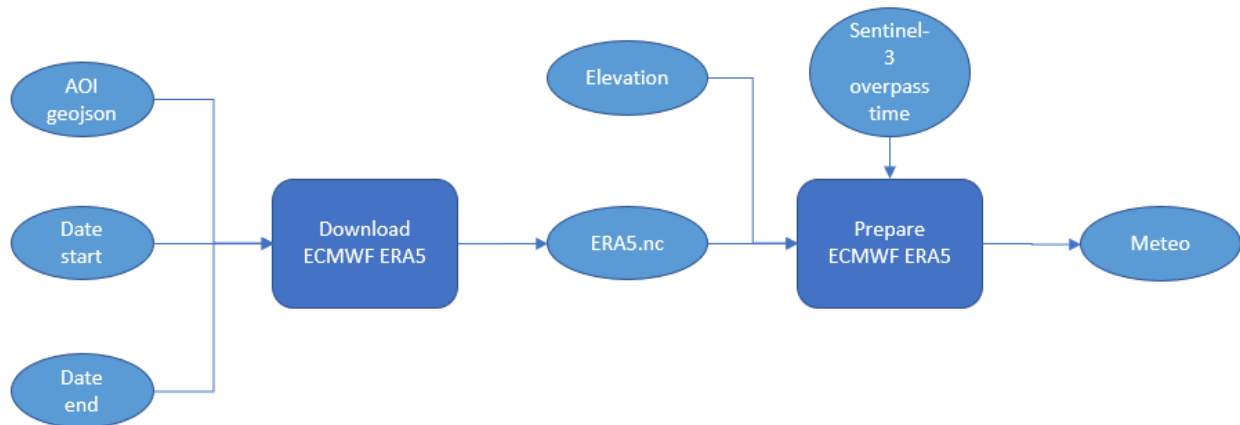 AOI
geojson
Date
start
Date
end
Download
ECMWF ERA5
Elevation
ERA5.nc
Sentinel-
3
overpass
time
Prepare
ECMWF ERA5
Meteo